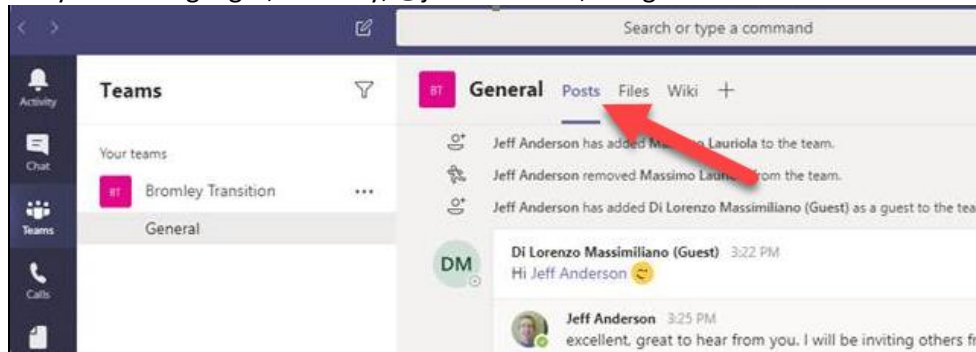 Search or type a command
Activity
Chat
Teams
Calls
Teams
Your teams
BT Bromley Transition ...
General
BT General Posts Files Wiki +
Jeff Anderson has added Lauriola to the team.
Jeff Anderson removed Massimo from the team.
Jeff Anderson has added Di Lorenzo Massimiliano (Guest) as a guest to the tea
DM
Di Lorenzo Massimiliano (Guest) 3:22 PM
Hi Jeff Anderson
Jeff Anderson 3:25 PM
excellent, great to hear from you. I will be inviting others fr